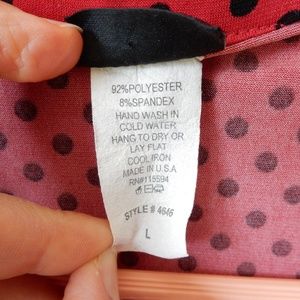 92%POLYESTER
8%SPANDEX
HAND WASH IN
COLD WATER
HANG TO DRY OR
LAY FLAT
COOL IRON
MADE IN U.S.A
RN#115594
STYLE # 4646
L